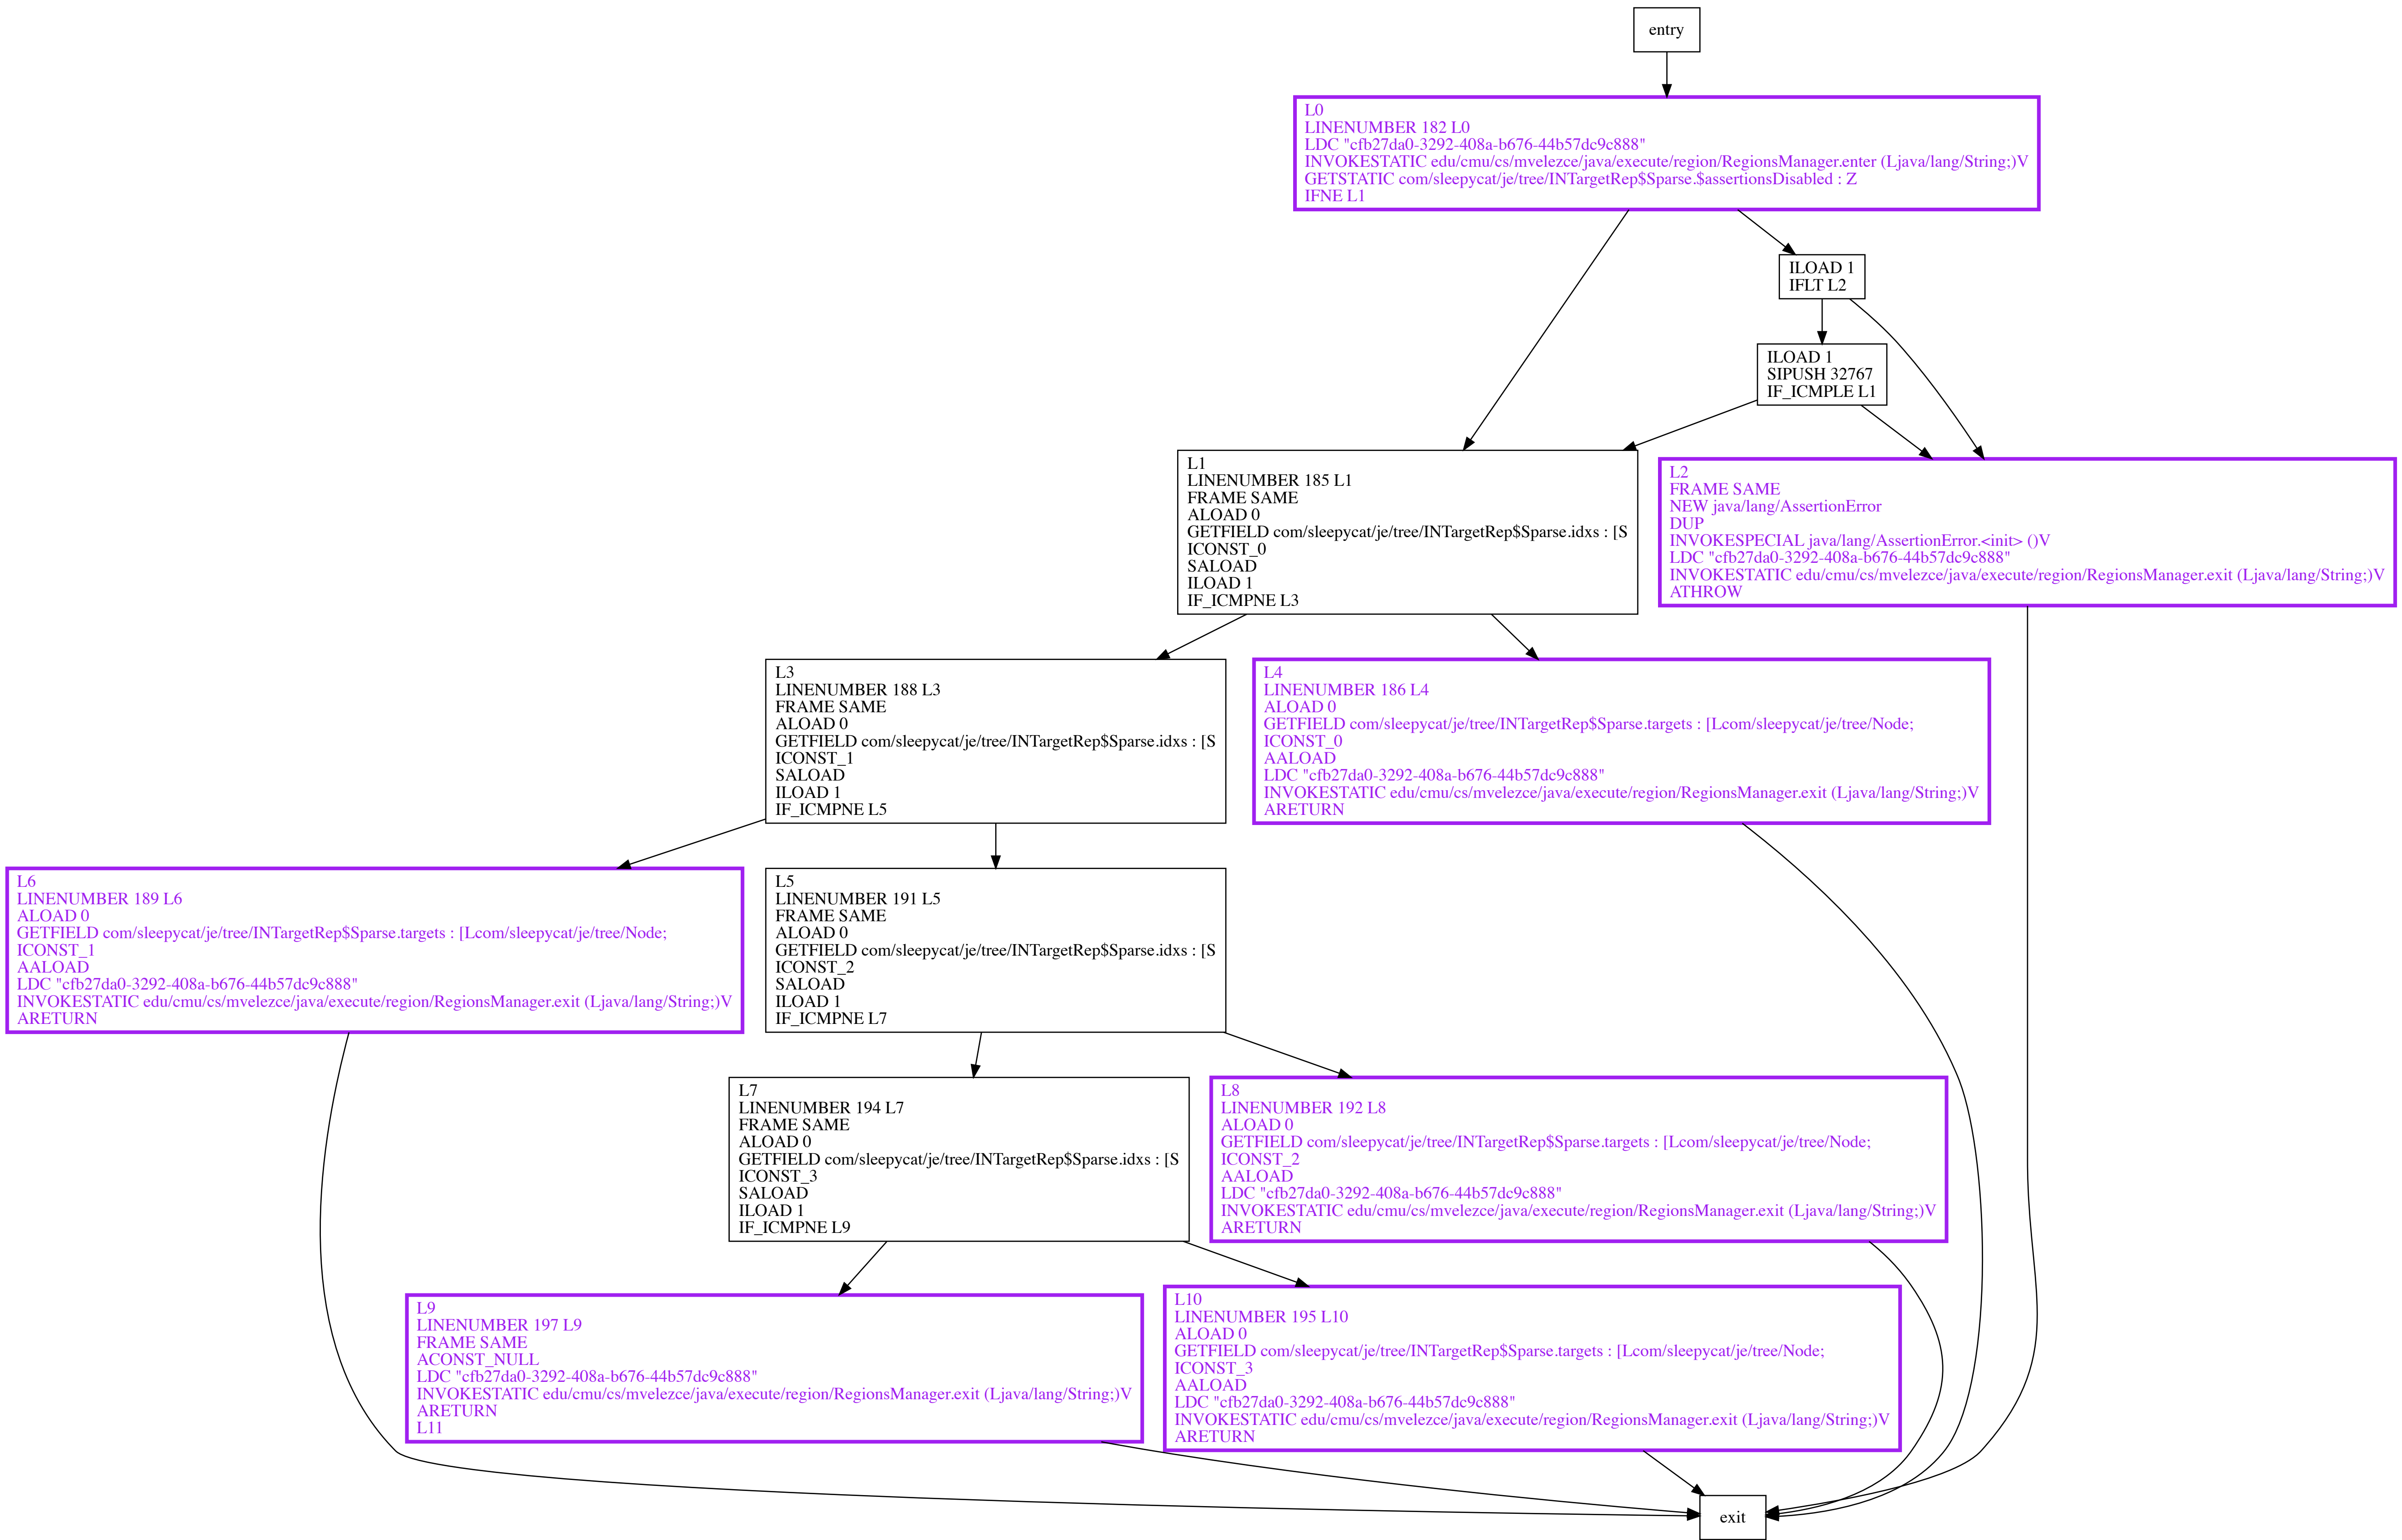 entry
L0
LINENUMBER 182 L0
LDC "cfb27da0-3292-408a-b676-44b57dc9c888"
INVOKESTATIC edu/cmu/cs/mvelezce/java/execute/region/RegionsManager.enter (Ljava/lang/String;)V
GETSTATIC com/sleepycat/je/tree/INTargetRep$Sparse.$assertionsDisabled : Z
IFNE L1
ILOAD 1
IFLT L2
ILOAD 1
SIPUSH 32767
IF_ICMPLE L1
L1
LINENUMBER 185 L1
FRAME SAME
ALOAD 0
GETFIELD com/sleepycat/je/tree/INTargetRep$Sparse.idxs : [S
ICONST_0
SALOAD
ILOAD 1
IF_ICMPNE L3
L2
FRAME SAME
NEW java/lang/AssertionError
DUP
INVOKESPECIAL java/lang/AssertionError.<init> ()V
LDC "cfb27da0-3292-408a-b676-44b57dc9c888"
INVOKESTATIC edu/cmu/cs/mvelezce/java/execute/region/RegionsManager.exit (Ljava/lang/String;)V
ATHROW
L3
LINENUMBER 188 L3
FRAME SAME
ALOAD 0
GETFIELD com/sleepycat/je/tree/INTargetRep$Sparse.idxs : [S
ICONST_1
SALOAD
ILOAD 1
IF_ICMPNE L5
L4
LINENUMBER 186 L4
ALOAD 0
GETFIELD com/sleepycat/je/tree/INTargetRep$Sparse.targets : [Lcom/sleepycat/je/tree/Node;
ICONST_0
AALOAD
LDC "cfb27da0-3292-408a-b676-44b57dc9c888"
INVOKESTATIC edu/cmu/cs/mvelezce/java/execute/region/RegionsManager.exit (Ljava/lang/String;)V
ARETURN
L6
LINENUMBER 189 L6
ALOAD 0
GETFIELD com/sleepycat/je/tree/INTargetRep$Sparse.targets : [Lcom/sleepycat/je/tree/Node;
ICONST_1
AALOAD
LDC "cfb27da0-3292-408a-b676-44b57dc9c888"
INVOKESTATIC edu/cmu/cs/mvelezce/java/execute/region/RegionsManager.exit (Ljava/lang/String;)V
ARETURN
L5
LINENUMBER 191 L5
FRAME SAME
ALOAD 0
GETFIELD com/sleepycat/je/tree/INTargetRep$Sparse.idxs : [S
ICONST_2
SALOAD
ILOAD 1
IF_ICMPNE L7
L7
LINENUMBER 194 L7
FRAME SAME
ALOAD 0
GETFIELD com/sleepycat/je/tree/INTargetRep$Sparse.idxs : [S
ICONST_3
SALOAD
ILOAD 1
IF_ICMPNE L9
L8
LINENUMBER 192 L8
ALOAD 0
GETFIELD com/sleepycat/je/tree/INTargetRep$Sparse.targets : [Lcom/sleepycat/je/tree/Node;
ICONST_2
AALOAD
LDC "cfb27da0-3292-408a-b676-44b57dc9c888"
INVOKESTATIC edu/cmu/cs/mvelezce/java/execute/region/RegionsManager.exit (Ljava/lang/String;)V
ARETURN
L9
LINENUMBER 197 L9
FRAME SAME
ACONST_NULL
LDC "cfb27da0-3292-408a-b676-44b57dc9c888"
INVOKESTATIC edu/cmu/cs/mvelezce/java/execute/region/RegionsManager.exit (Ljava/lang/String;)V
ARETURN
L11
L10
LINENUMBER 195 L10
ALOAD 0
GETFIELD com/sleepycat/je/tree/INTargetRep$Sparse.targets : [Lcom/sleepycat/je/tree/Node;
ICONST_3
AALOAD
LDC "cfb27da0-3292-408a-b676-44b57dc9c888"
INVOKESTATIC edu/cmu/cs/mvelezce/java/execute/region/RegionsManager.exit (Ljava/lang/String;)V
ARETURN
exit